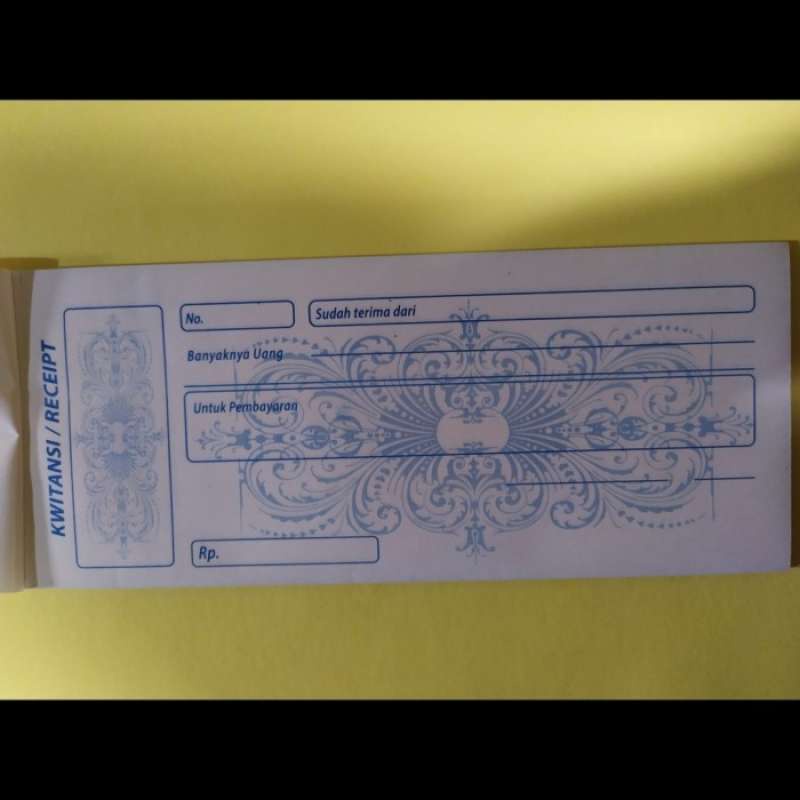 KWITANSI / RECEIPT
No.
Sudah terima dari
Banyaknya Uang
Untuk Pembayaran
Rp.